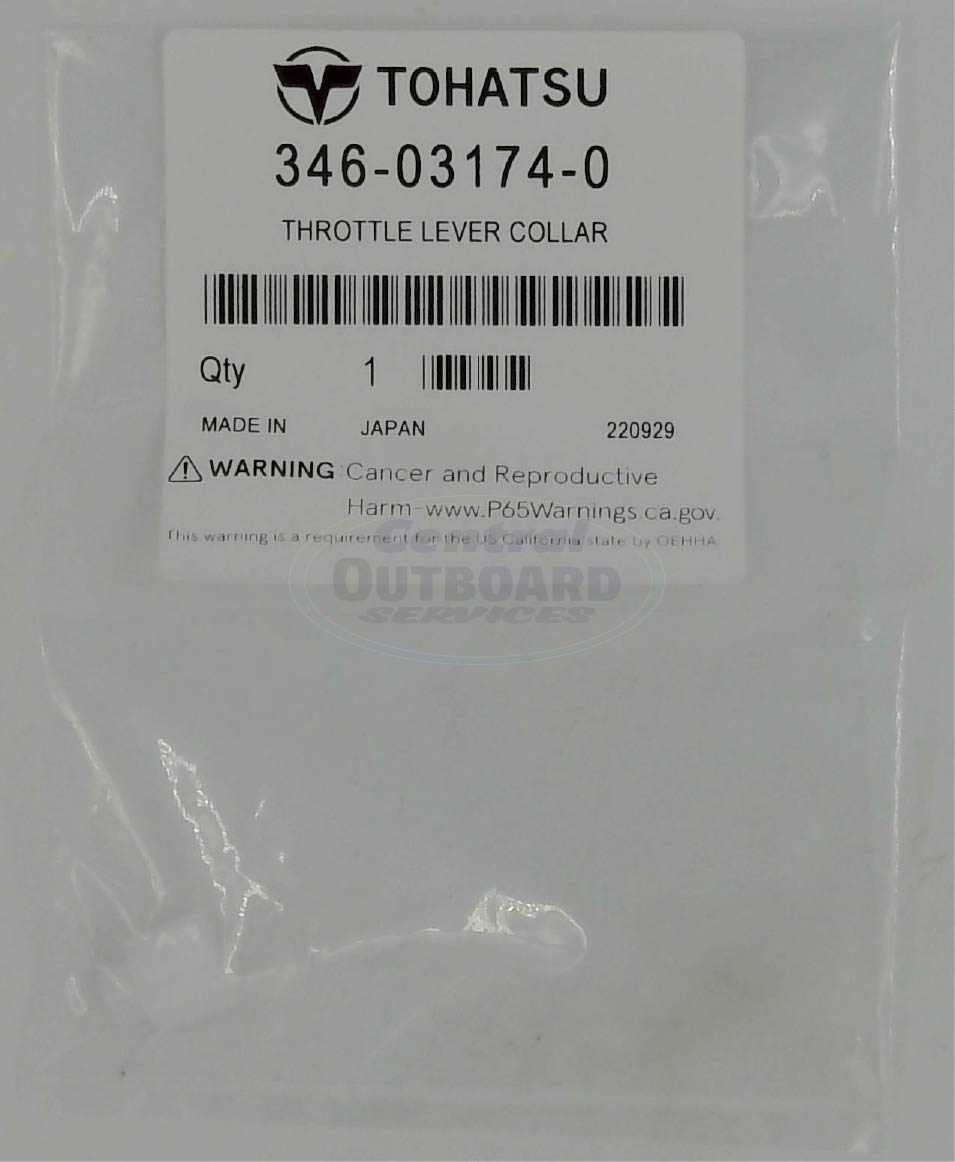 TOHATSU
346-03174-0
THROTTLE LEVER COLLAR
Qty 1
MADE IN JAPAN 220929
WARNING: Cancer and Reproductive
Harm-www.P65Warnings.ca.gov.
This warning is a requirement for the US California state by OEHHA
Central
OUTBOARD
SERVICES